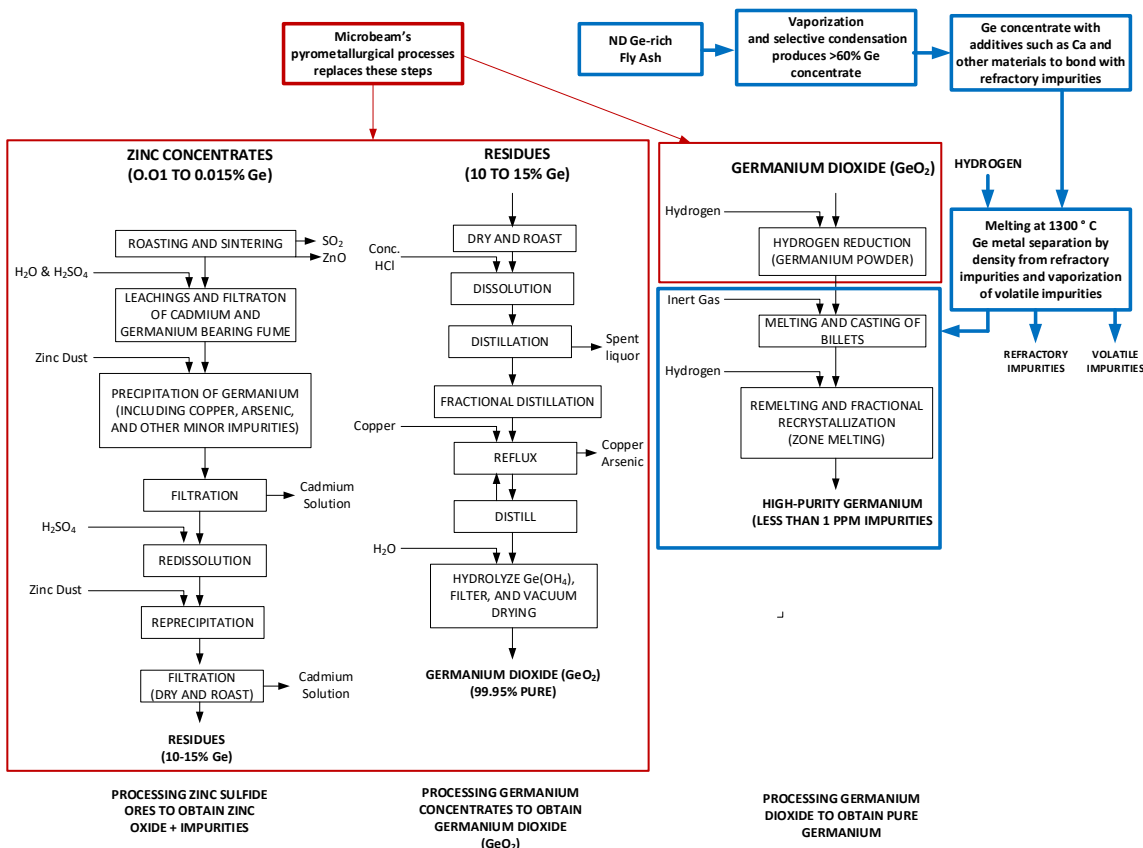 Microbeam's
pyrometallurgical processes
replaces these steps
ND Ge-rich
Fly Ash
Vaporization
and selective condensation
produces >60% Ge
concentrate
Ge concentrate with
additives such as Ca and
other materials to bond with
refractory impurities
ZINC CONCENTRATES
(O.O1 TO 0.015% Ge)
ROASTING AND SINTERING
SO₂
ZnO
H₂O & H₂SO₄
LEACHINGS AND FILTRATON
OF CADMIUM AND
GERMANIUM BEARING FUME
Zinc Dust
PRECIPITATION OF GERMANIUM
(INCLUDING COPPER, ARSENIC,
AND OTHER MINOR IMPURITIES)
FILTRATION
Cadmium
Solution
H₂SO₄
REDISSOLUTION
Zinc Dust
REPRECIPITATION
FILTRATION
(DRY AND ROAST)
Cadmium
Solution
RESIDUES
(10-15% Ge)
PROCESSING ZINC SULFIDE
ORES TO OBTAIN ZINC
OXIDE + IMPURITIES
RESIDUES
(10 TO 15% Ge)
DRY AND ROAST
Conc.
HCl
DISSOLUTION
DISTILLATION
Spent
liquor
FRACTIONAL DISTILLATION
Copper
REFLUX
Copper
Arsenic
DISTILL
H₂O
HYDROLYZE Ge(OH₄),
FILTER, AND VACUUM
DRYING
GERMANIUM DIOXIDE (GeO₂)
(99.95% PURE)
PROCESSING GERMANIUM
CONCENTRATES TO OBTAIN
GERMANIUM DIOXIDE
(GeO₂)
GERMANIUM DIOXIDE (GeO₂)
Hydrogen
HYDROGEN REDUCTION
(GERMANIUM POWDER)
Inert Gas
MELTING AND CASTING OF
BILLETS
Hydrogen
REMELTING AND FRACTIONAL
RECRYSTALLIZATION
(ZONE MELTING)
HIGH-PURITY GERMANIUM
(LESS THAN 1 PPM IMPURITIES
PROCESSING GERMANIUM
DIOXIDE TO OBTAIN PURE
GERMANIUM
HYDROGEN
Melting at 1300 ° C
Ge metal separation by
density from refractory
impurities and vaporization
of volatile impurities
REFRACTORY
IMPURITIES
VOLATILE
IMPURITIES